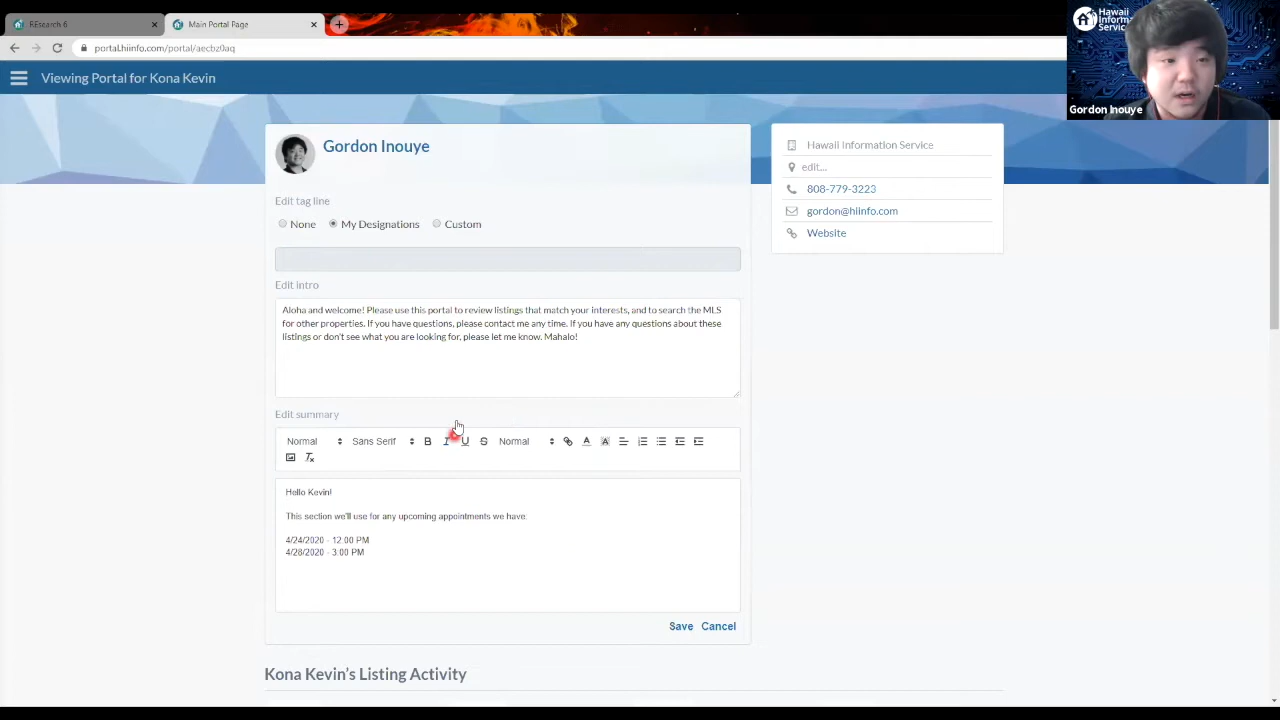 REsearch 6
Main Portal Page
portal.hiinfo.com/portal/aecbz0aq
Hawaii
Information
Service
Viewing Portal for Kona Kevin
Gordon Inouye
Gordon Inouye
Hawaii Information Service
edit...
808-779-3223
gordon@hiinfo.com
Website
Edit tag line
None My Designations Custom
Edit intro
Aloha and welcome! Please use this portal to review listings that match your interests, and to search the MLS
for other properties. If you have questions, please contact me any time. If you have any questions about these
listings or don't see what you are looking for, please let me know. Mahalo!
Edit summary
Normal Sans Serif B I U S Normal
Hello Kevin!
This section we'll use for any upcoming appointments we have:
4/24/2020 - 12:00 PM
4/28/2020 - 3:00 PM
Save Cancel
Kona Kevin's Listing Activity